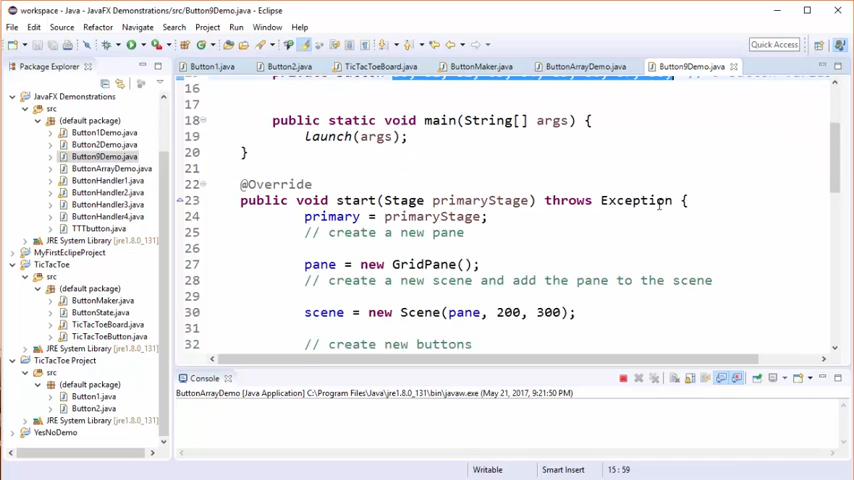 workspace - Java - JavaFX Demonstrations/src/Button9Demo.java - Eclipse
File Edit Source Refactor Navigate Search Project Run Window Help
Quick Access
Package Explorer
Button1.java Button2.java TicTacToeBoard.java ButtonMaker.java ButtonArrayDemo.java Button9Demo.java
JavaFX Demonstrations
src
(default package)
Button1Demo.java
Button2Demo.java
Button9Demo.java
ButtonArrayDemo.java
ButtonHandler1.java
ButtonHandler2.java
ButtonHandler3.java
ButtonHandler4.java
TTTbutton.java
JRE System Library [jre1.8.0_131]
MyFirstEclipeProject
TicTacToe
src
(default package)
ButtonMaker.java
ButtonState.java
TicTacToeBoard.java
TicTacToeButton.java
JRE System Library [jre1.8.0_131]
TicTacToe Project
src
(default package)
Button1.java
Button2.java
JRE System Library [jre1.8.0_131]
YesNoDemo
16
17
18 public static void main(String[] args) {
19 launch(args);
20 }
21
22 @Override
23 public void start(Stage primaryStage) throws Exception {
24 primary = primaryStage;
25 // create a new pane
26
27 pane = new GridPane();
28 // create a new scene and add the pane to the scene
29
30 scene = new Scene(pane, 200, 300);
31
32 // create new buttons
Console
ButtonArrayDemo [Java Application] C:\Program Files\Java\jre1.8.0_131\bin\javaw.exe (May 21, 2017, 9:21:50 PM)
Writable Smart Insert 15 : 59